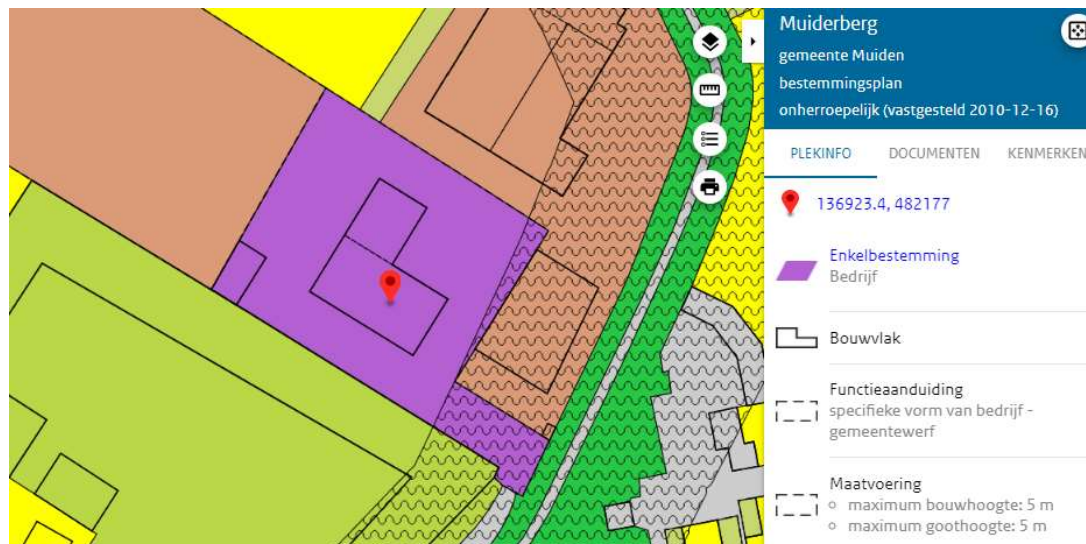 Muiderberg
gemeente Muiden
bestemmingsplan
onherroepelijk (vastgesteld 2010-12-16)
PLEKINFO DOCUMENTEN KENMERKEN
136923.4, 482177
Enkelbestemming
Bedrijf
Bouwvlak
Functieaanduiding
specifieke vorm van bedrijf -
gemeentewerf
Maatvoering
maximum bouwhoogte: 5 m
maximum goothoogte: 5 m